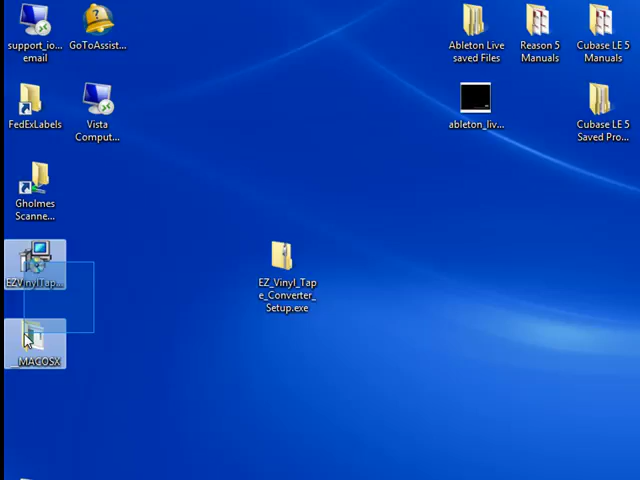 support_io...
email
GoToAssist...
Ableton Live
saved Files
Reason 5
Manuals
Cubase LE 5
Manuals
FedExLabels
Vista
Comput...
ableton_liv...
Cubase LE 5
Saved Pro...
Gholmes
Scanne...
EZVinylTap...
EZ_Vinyl_Tap
e_Converter_
Setup.exe
__MACOSX